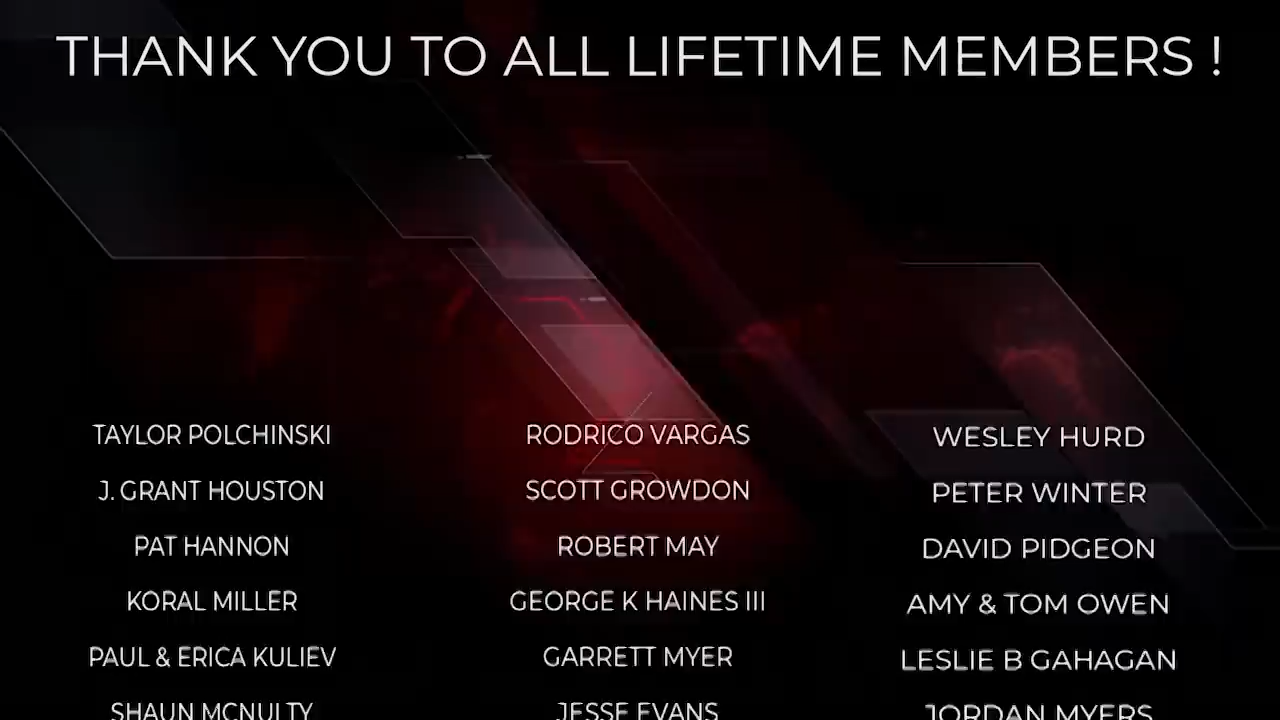 THANK YOU TO ALL LIFETIME MEMBERS !
TAYLOR POLCHINSKI
RODRICO VARGAS
WESLEY HURD
J. GRANT HOUSTON
SCOTT GROWDON
PETER WINTER
PAT HANNON
ROBERT MAY
DAVID PIDGEON
KORAL MILLER
GEORGE K HAINES III
AMY & TOM OWEN
PAUL & ERICA KULIEV
GARRETT MYER
LESLIE B GAHAGAN
SHAUN MCNULTY
JESSE EVANS
JORDAN MYERS